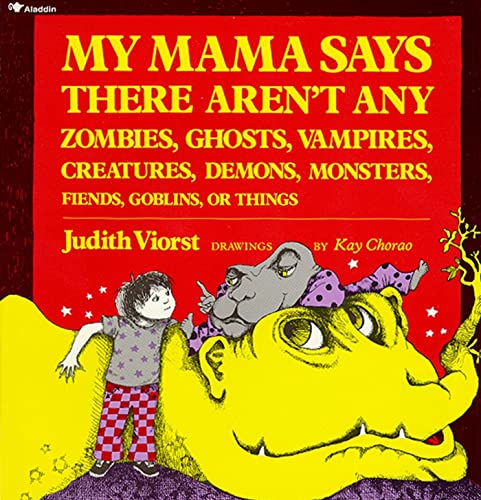 Aladdin
MY MAMA SAYS
THERE AREN'T ANY
ZOMBIES, GHOSTS, VAMPIRES,
CREATURES, DEMONS, MONSTERS,
FIENDS, GOBLINS, OR THINGS
Judith Viorst DRAWINGS BY Kay Chorao